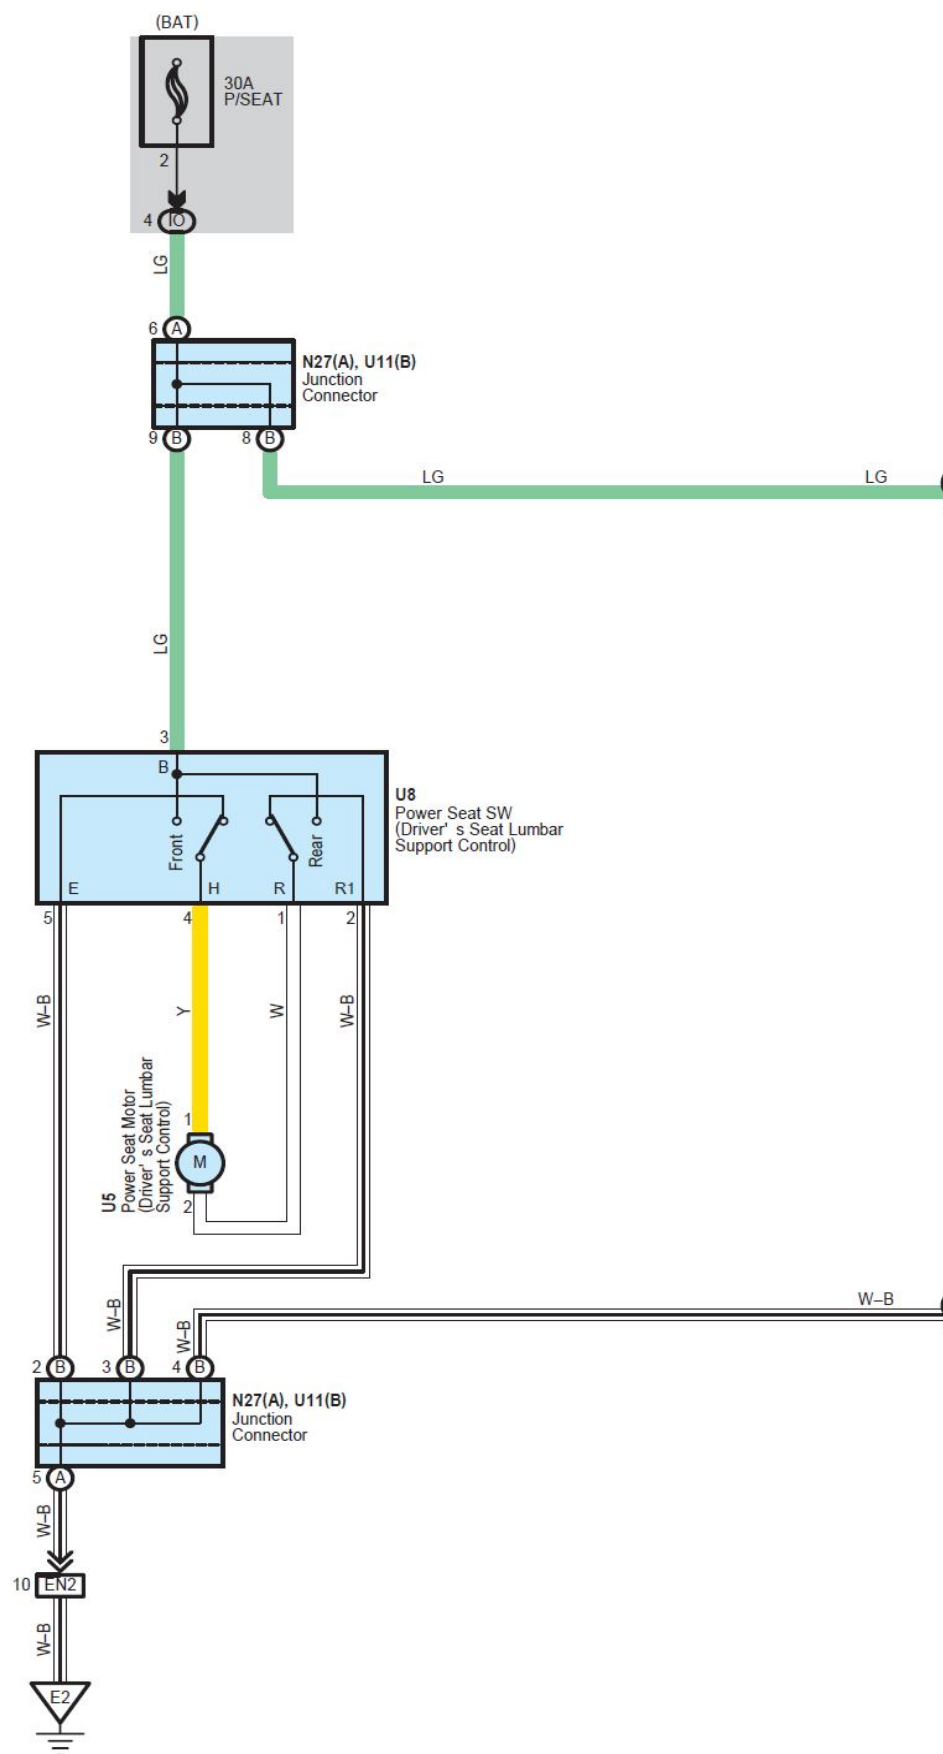 (BAT)
30A
P/SEAT
2
4 IO
LG
6 A
N27(A), U11(B)
Junction
Connector
9 B
8 B
LG
LG
LG
3
B
U8
Power Seat SW
(Driver' s Seat Lumbar
Support Control)
Front
Rear
E
H
R
R1
5
4
1
2
W–B
Y
W
W–B
1
M
2
U5
Power Seat Motor
(Driver' s Seat Lumbar
Support Control)
W–B
W–B
W–B
2 B
3 B
4 B
N27(A), U11(B)
Junction
Connector
5 A
W–B
10 EN2
W–B
E2